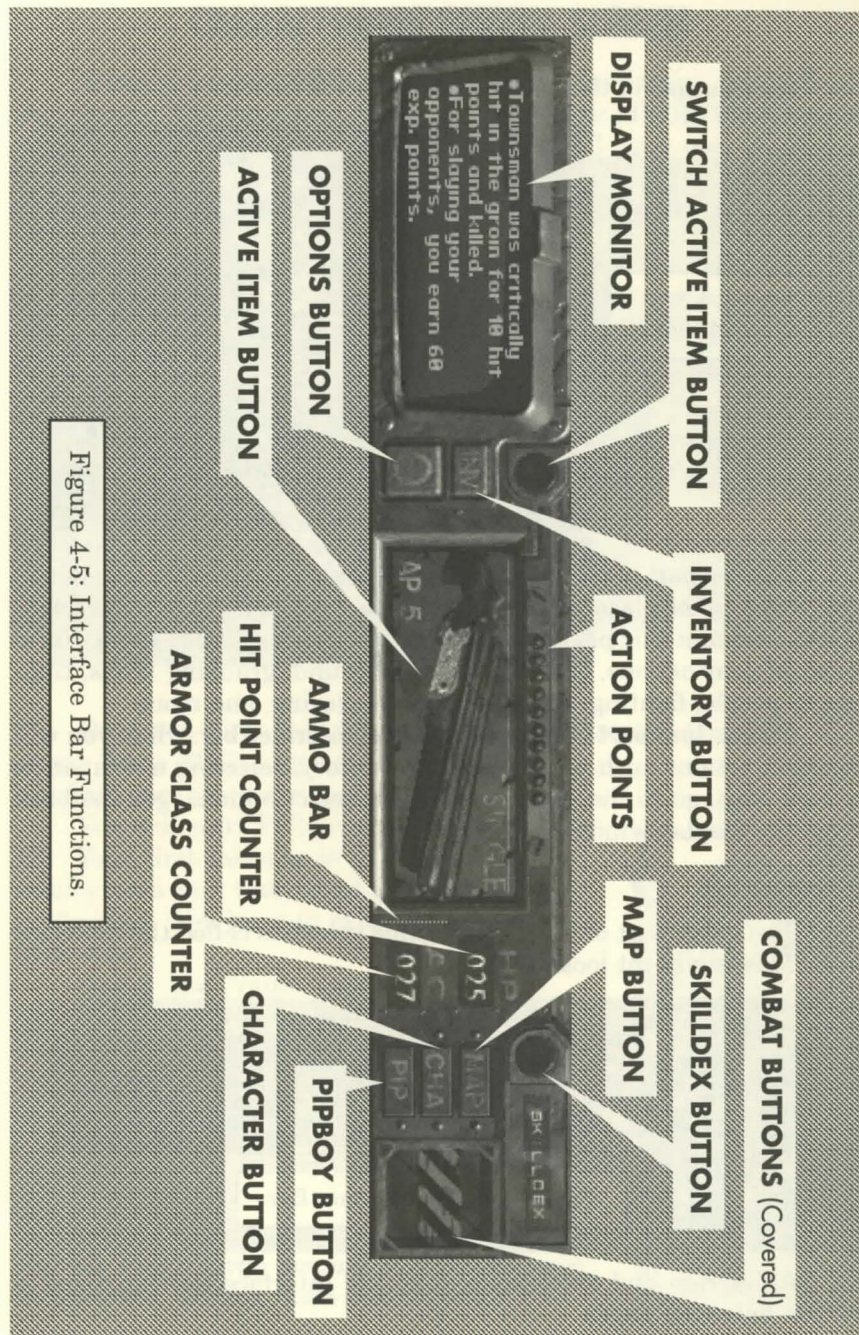 SWITCH ACTIVE ITEM BUTTON
INVENTORY BUTTON
COMBAT BUTTONS (Covered)
SKILLDEX BUTTON
DISPLAY MONITOR
ACTION POINTS
MAP BUTTON
•Townsman was critically
hit in the groin for 10 hit
points and killed.
•For slaying your
opponents, you earn 60
exp. points.
INV
AP 5
SINGLE
HP
025
AC
027
MAP
CHA
PIP
SKILLDEX
OPTIONS BUTTON
ACTIVE ITEM BUTTON
AMMO BAR
HIT POINT COUNTER
ARMOR CLASS COUNTER
PIPBOY BUTTON
CHARACTER BUTTON
Figure 4-5: Interface Bar Functions.